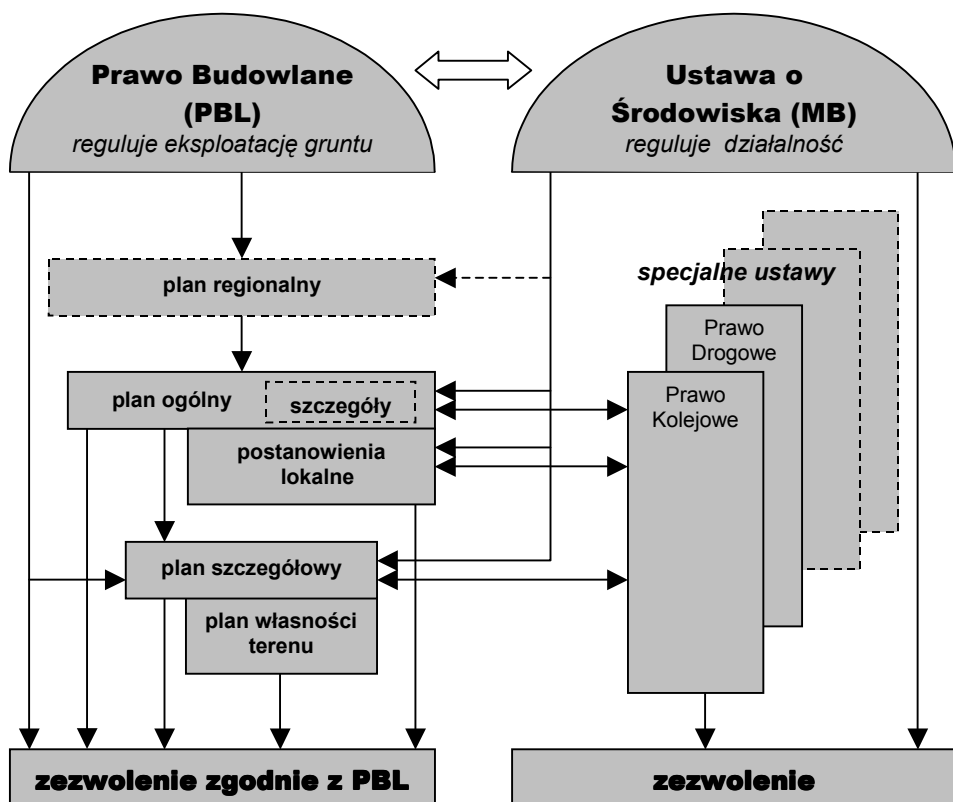 Prawo Budowlane
(PBL)
reguluje eksploatację gruntu
Ustawa o
Środowiska (MB)
reguluje działalność
plan regionalny
specjalne ustawy
Prawo
Drogowe
Prawo
Kolejowe
plan ogólny
szczegóły
postanowienia
lokalne
plan szczegółowy
plan własności
terenu
zezwolenie zgodnie z PBL
zezwolenie